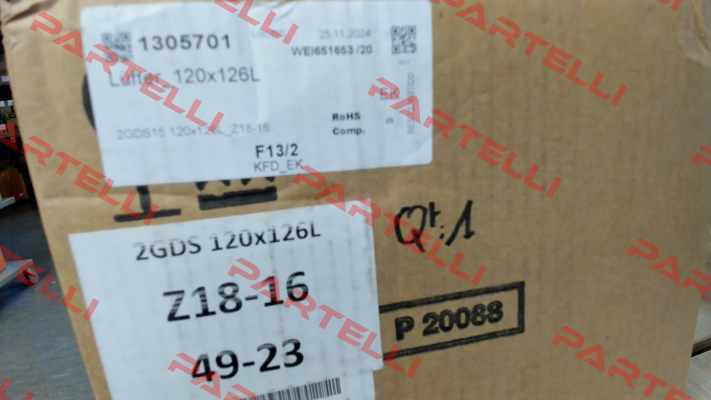 1305701
25.11.2024
WEI651653 /20
Lüfter, 120x126L
EK
2GDS15 120x126L_Z18-16
RoHS
Comp.
F13/2
KFD_EK
2GDS 120x126L
Z18-16
49-23
Qt:1
P 20088
PARTELLI